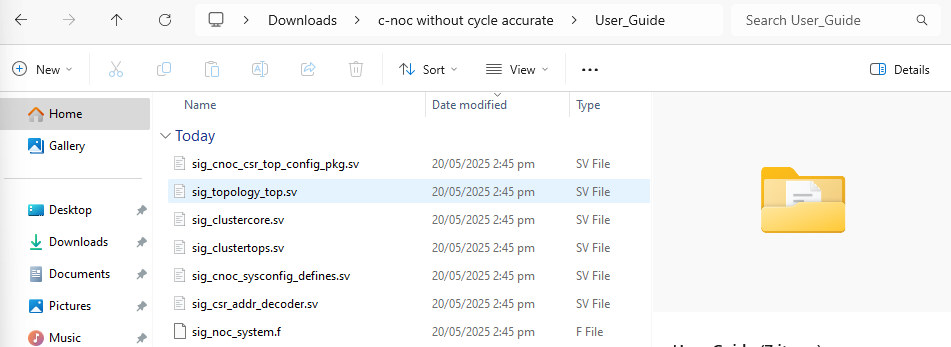 Downloads > c-noc without cycle accurate > User_Guide
Search User_Guide
New
Sort
View
...
Details
Home
Gallery
Desktop
Downloads
Documents
Pictures
Music
Name Date modified Type
Today
sig_cnoc_csr_top_config_pkg.sv 20/05/2025 2:45 pm SV File
sig_topology_top.sv 20/05/2025 2:45 pm SV File
sig_clustercore.sv 20/05/2025 2:45 pm SV File
sig_clustertops.sv 20/05/2025 2:45 pm SV File
sig_cnoc_sysconfig_defines.sv 20/05/2025 2:45 pm SV File
sig_csr_addr_decoder.sv 20/05/2025 2:45 pm SV File
sig_noc_system.f 20/05/2025 2:45 pm F File